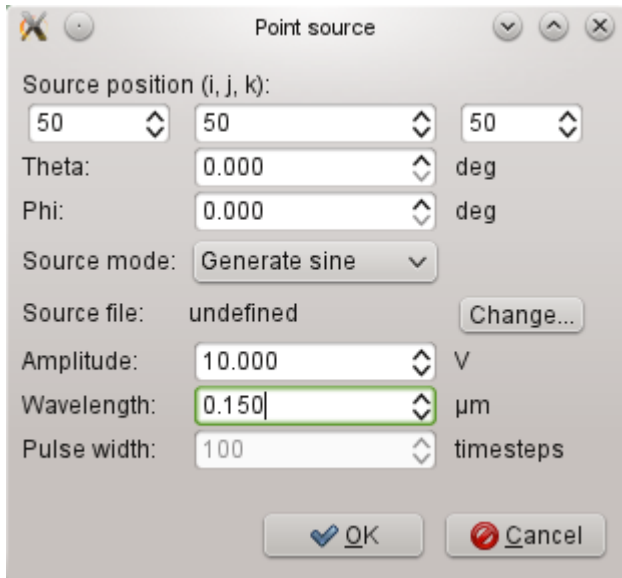 Point source
Source position (i, j, k):
50 50 50
Theta: 0.000 deg
Phi: 0.000 deg
Source mode: Generate sine
Source file: undefined Change...
Amplitude: 10.000 V
Wavelength: 0.150 µm
Pulse width: 100 timesteps
OK Cancel